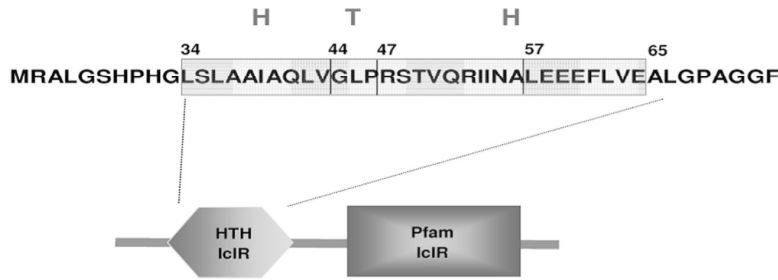 H T H
34 44 47 57 65
MRALGSHPHGLSLAAIAQLVGLPRSTVQRIINALEEEFLVEALGPAGGF
HTH Pfam
IclR IclR